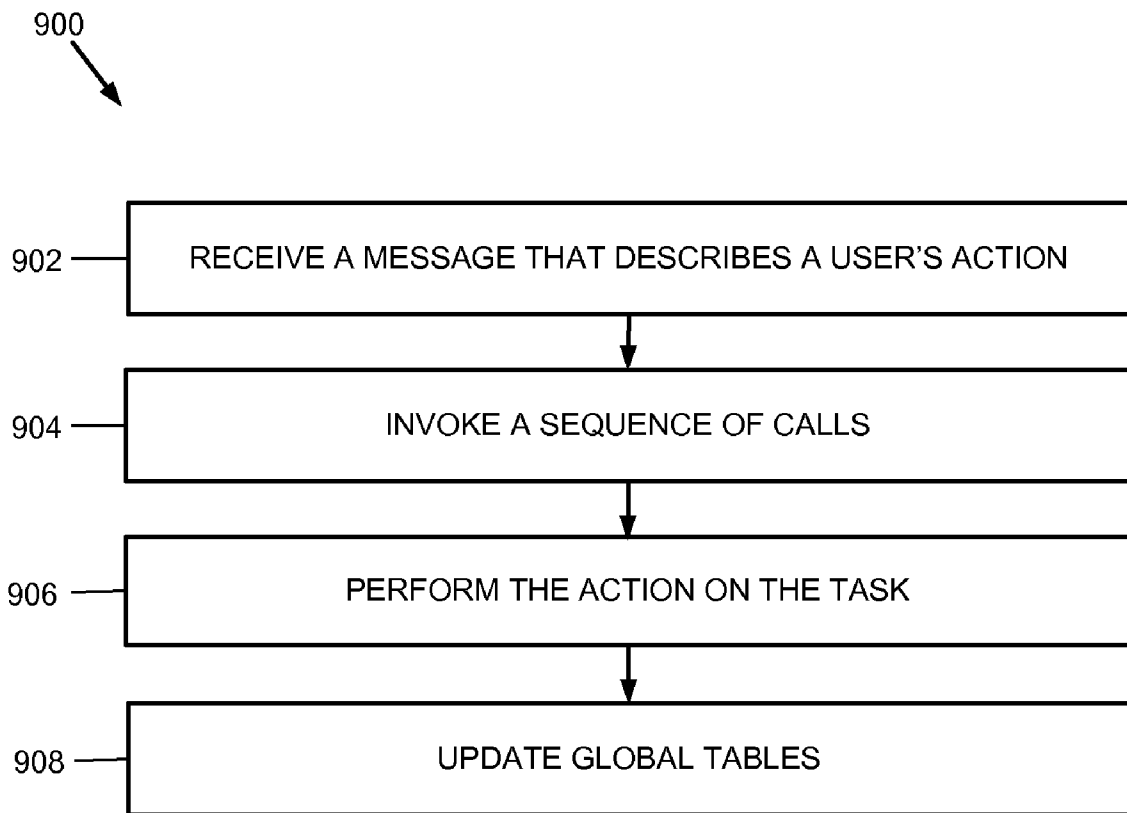 900
902 RECEIVE A MESSAGE THAT DESCRIBES A USER'S ACTION
904 INVOKE A SEQUENCE OF CALLS
906 PERFORM THE ACTION ON THE TASK
908 UPDATE GLOBAL TABLES